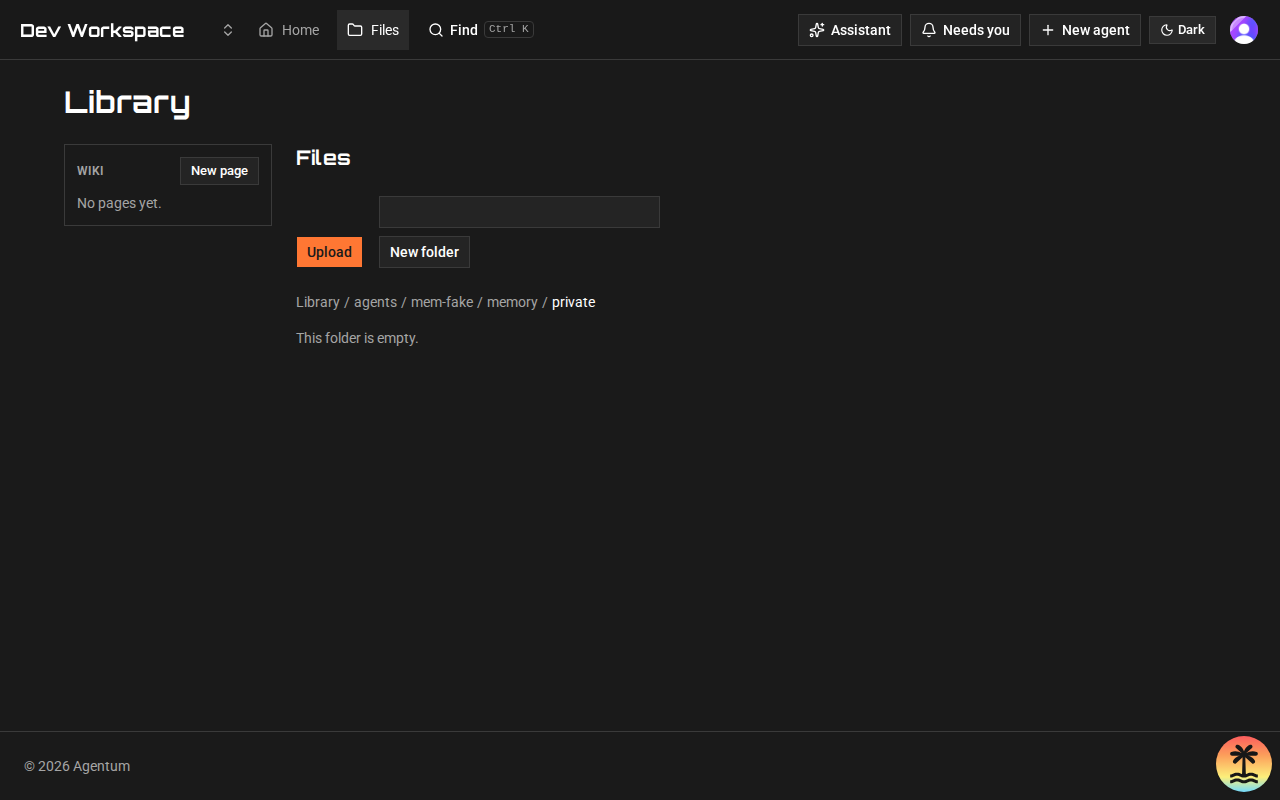 Dev Workspace
Home
Files
Find
Ctrl K
Assistant
Needs you
New agent
Dark
Library
WIKI
New page
No pages yet.
Files
Upload
New folder
Library / agents / mem-fake / memory / private
This folder is empty.
© 2026 Agentum